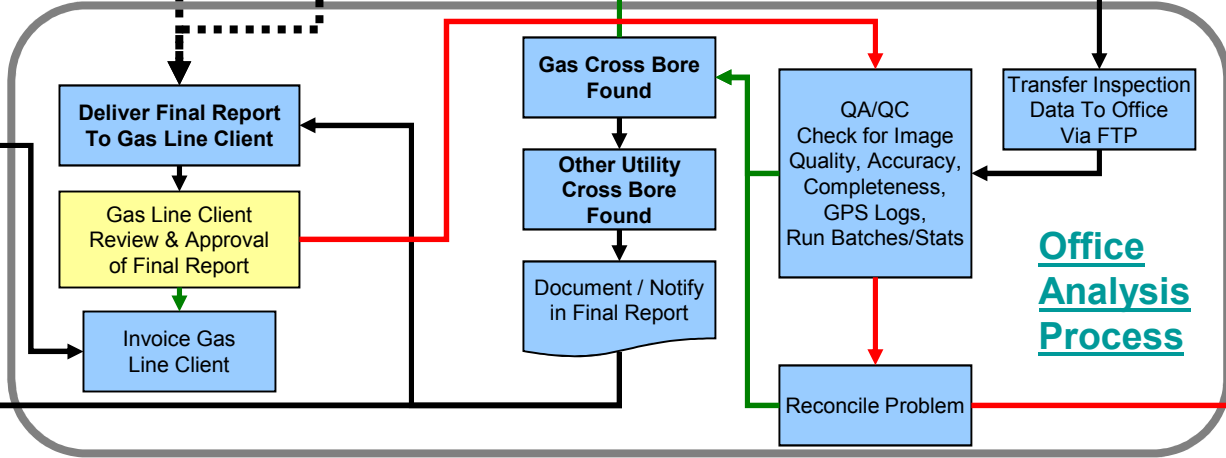 Deliver Final Report
To Gas Line Client
Gas Line Client
Review & Approval
of Final Report
Invoice Gas
Line Client
Gas Cross Bore
Found
Other Utility
Cross Bore
Found
Document / Notify
in Final Report
QA/QC
Check for Image
Quality, Accuracy,
Completeness,
GPS Logs,
Run Batches/Stats
Reconcile Problem
Transfer Inspection
Data To Office
Via FTP
Office
Analysis
Process